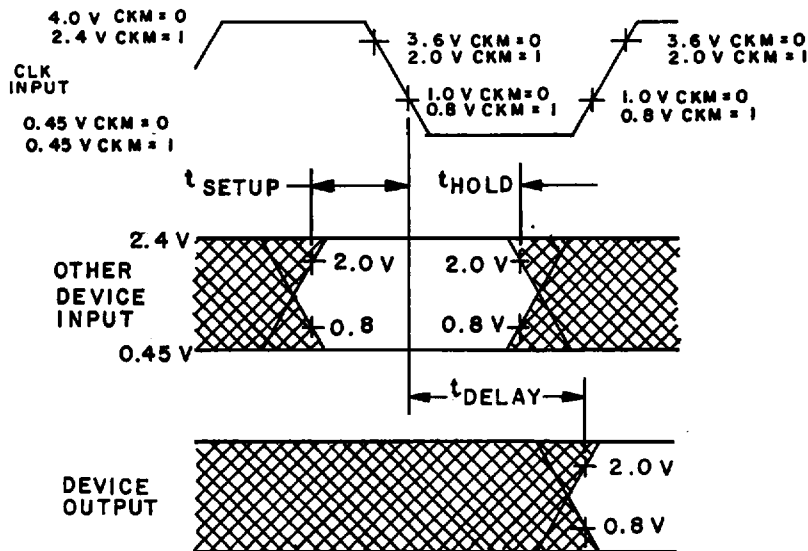 4.0 V CKM=0
2.4 V CKM=1
3.6 V CKM=0
2.0 V CKM=1
3.6 V CKM=0
2.0 V CKM=1
CLK
INPUT
1.0 V CKM=0
0.8 V CKM=1
1.0 V CKM=0
0.8 V CKM=1
0.45 V CKM=0
0.45 V CKM=1
t SETUP
t HOLD
2.4 V
OTHER
DEVICE
INPUT
2.0 V
2.0 V
0.8
0.8 V
0.45 V
t DELAY
DEVICE
OUTPUT
2.0 V
0.8 V